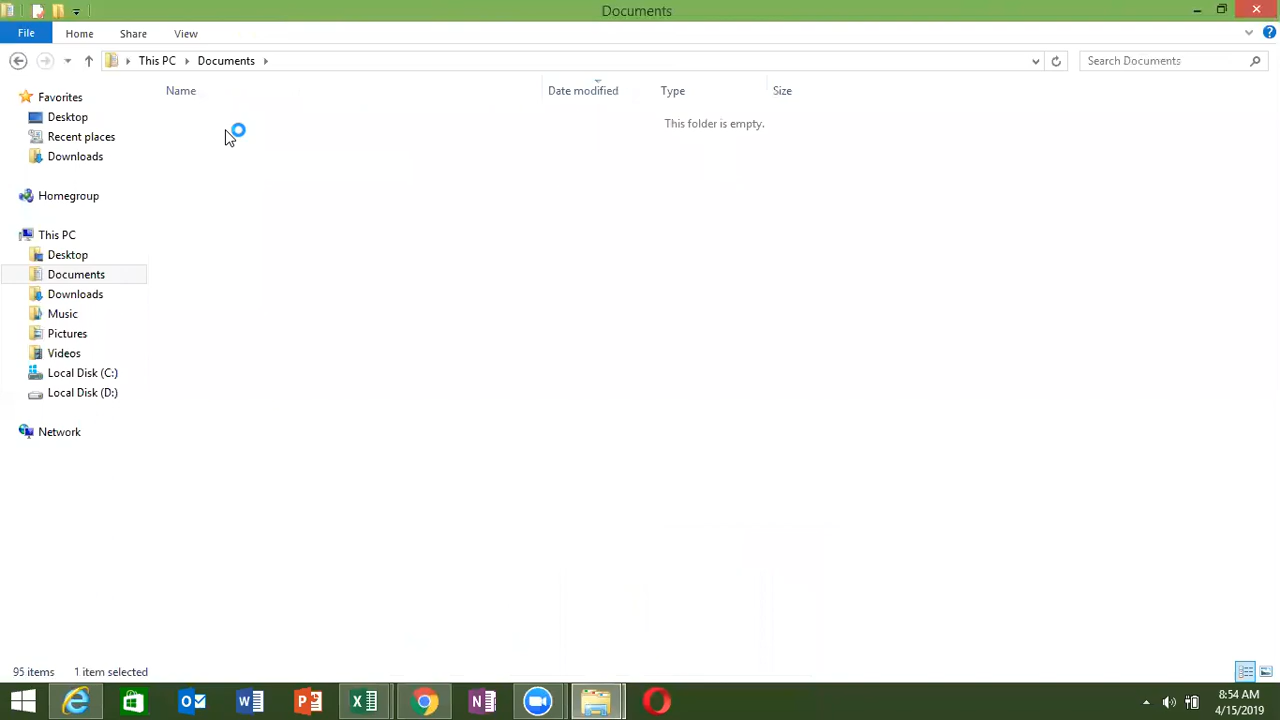 Documents
File Home Share View
This PC Documents Search Documents
Name Date modified Type Size
This folder is empty.
Favorites
Desktop
Recent places
Downloads
Homegroup
This PC
Desktop
Documents
Downloads
Music
Pictures
Videos
Local Disk (C:)
Local Disk (D:)
Network
95 items 1 item selected
8:54 AM
4/15/2019